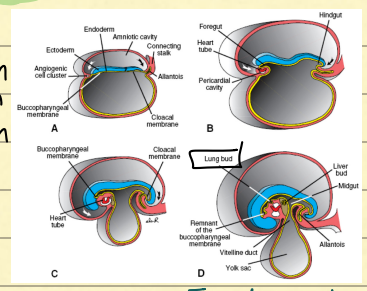 Endoderm
Amniotic cavity
Connecting
stalk
Ectoderm
Angiogenic
cell cluster
Allantois
Buccopharyngeal
membrane
Cloacal
membrane
A
Foregut
Hindgut
Heart
tube
Pericardial
cavity
B
Buccopharyngeal
membrane
Cloacal
membrane
Heart
tube
C
Lung bud
Liver
bud
Midgut
Remnant
of the
buccopharyngeal
membrane
Allantois
Vitelline duct
Yolk sac
D